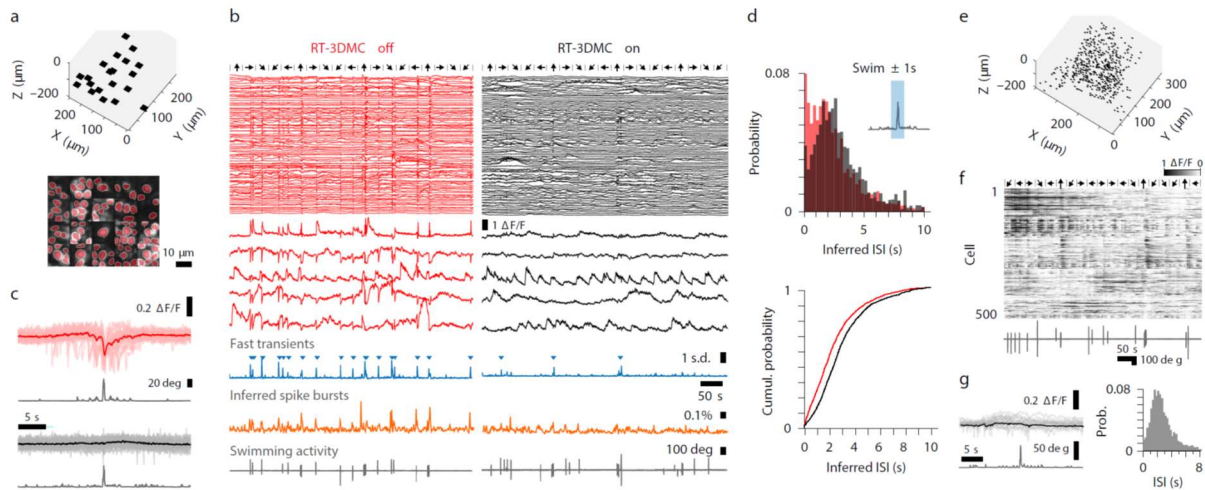 a
Z (µm)
0
−200
200
100
0
X (µm)
200
Y (µm)
10 µm
b
RT-3DMC off
RT-3DMC on
1 ΔF/F
Fast transients
1 s.d.
50 s
Inferred spike bursts
0.1%
Swimming activity
100 deg
c
0.2 ΔF/F
20 deg
5 s
d
0.08
Swim ± 1s
Probability
0
0 5 10
Inferred ISI (s)
1
Cumul. probability
0
0 2 4 6 8 10
Inferred ISI (s)
e
Z (µm)
0
−200
200
0
X (µm)
300
200
100
Y (µm)
f
1 ΔF/F 0
1
Cell
500
50 s
100 deg
g
0.2 ΔF/F
50 deg
5 s
0.08
Prob.
0
0 4 8
ISI (s)